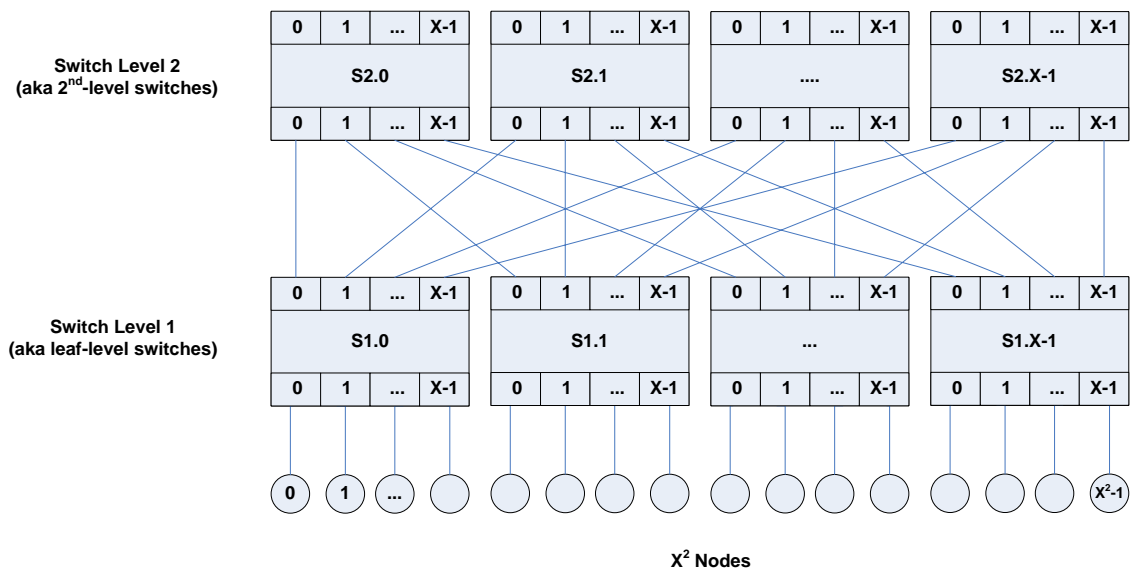 0 1 ... X-1 0 1 ... X-1 0 1 ... X-1 0 1 ... X-1
Switch Level 2
(aka 2nd-level switches)
S2.0 S2.1 .... S2.X-1
0 1 ... X-1 0 1 ... X-1 0 1 ... X-1 0 1 ... X-1
0 1 ... X-1 0 1 ... X-1 0 1 ... X-1 0 1 ... X-1
Switch Level 1
(aka leaf-level switches)
S1.0 S1.1 ... S1.X-1
0 1 ... X-1 0 1 ... X-1 0 1 ... X-1 0 1 ... X-1
0 1 ... X²-1
X² Nodes